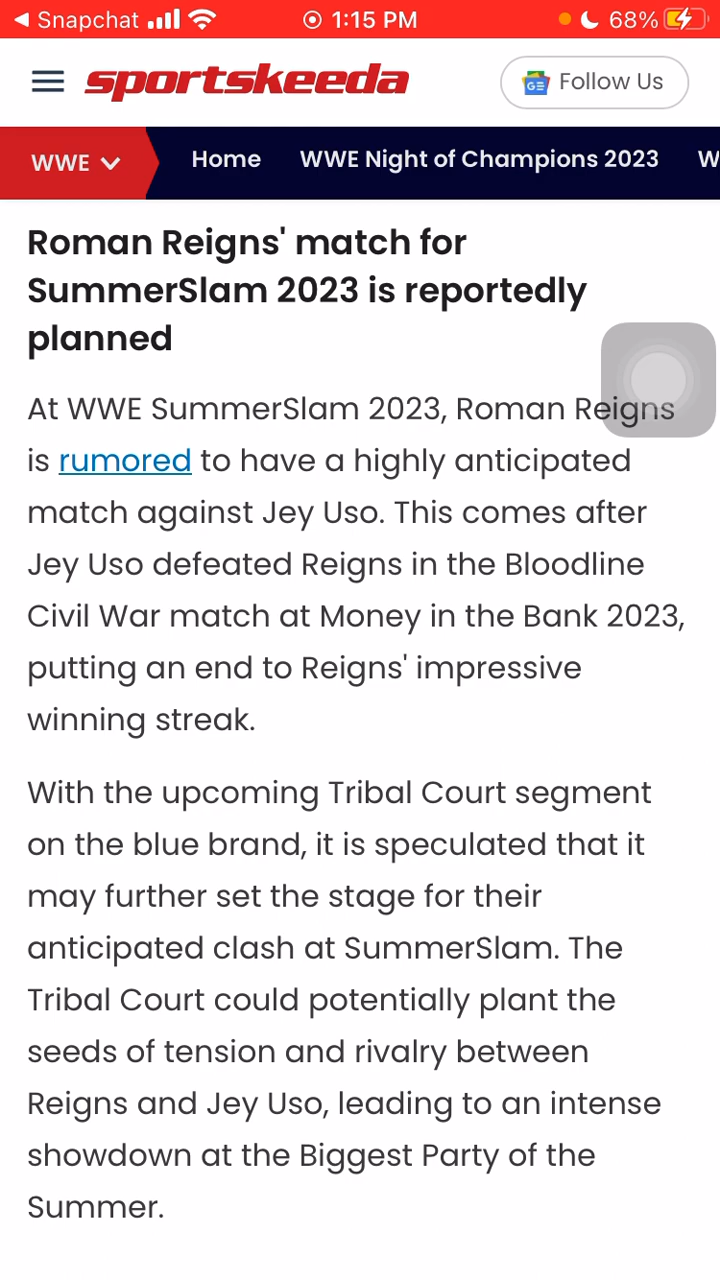 Snapchat 1:15 PM 68%
sportskeeda Follow Us
GE
WWE Home WWE Night of Champions 2023 W
Roman Reigns' match for
SummerSlam 2023 is reportedly
planned
At WWE SummerSlam 2023, Roman Reigns
is rumored to have a highly anticipated
match against Jey Uso. This comes after
Jey Uso defeated Reigns in the Bloodline
Civil War match at Money in the Bank 2023,
putting an end to Reigns' impressive
winning streak.
With the upcoming Tribal Court segment
on the blue brand, it is speculated that it
may further set the stage for their
anticipated clash at SummerSlam. The
Tribal Court could potentially plant the
seeds of tension and rivalry between
Reigns and Jey Uso, leading to an intense
showdown at the Biggest Party of the
Summer.